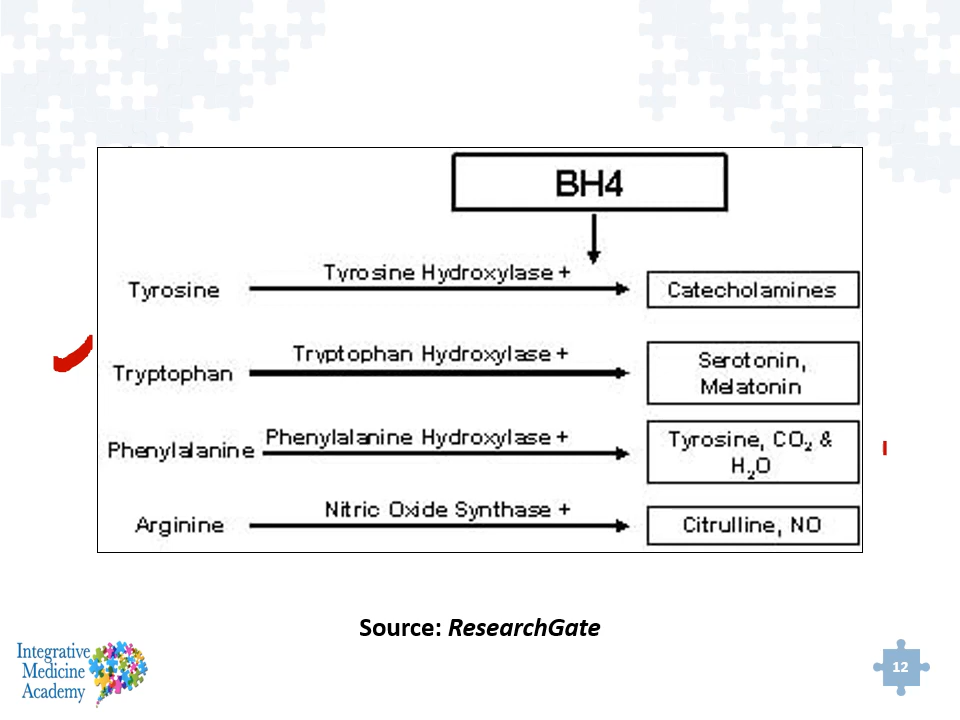 BH4
Tyrosine Hydroxylase +
Tyrosine
Catecholamines
Tryptophan Hydroxylase +
Tryptophan
Serotonin,
Melatonin
Phenylalanine Hydroxylase +
Phenylalanine
Tyrosine, CO₂ &
H₂O
Nitric Oxide Synthase +
Arginine
Citrulline, NO
Source: ResearchGate
Integrative
Medicine
Academy
12